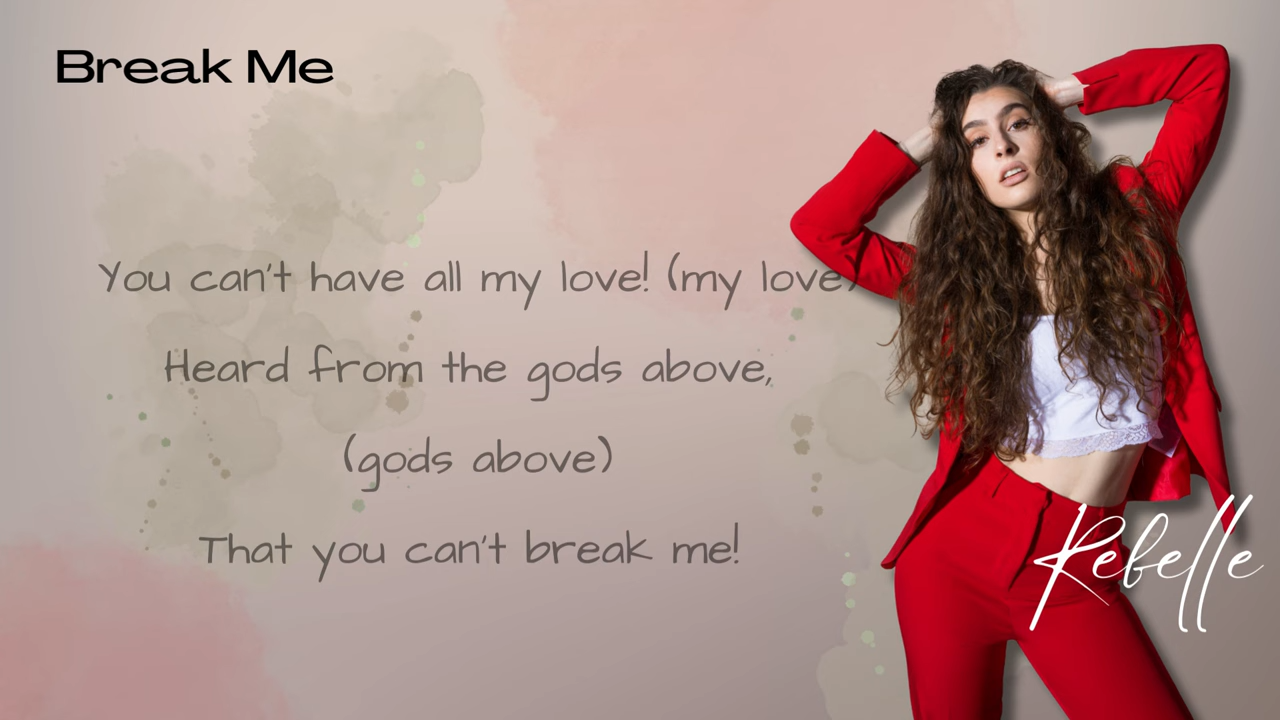 Break Me
You can't have all my love! (my love)
Heard from the gods above,
(gods above)
That you can't break me!
Rebelle